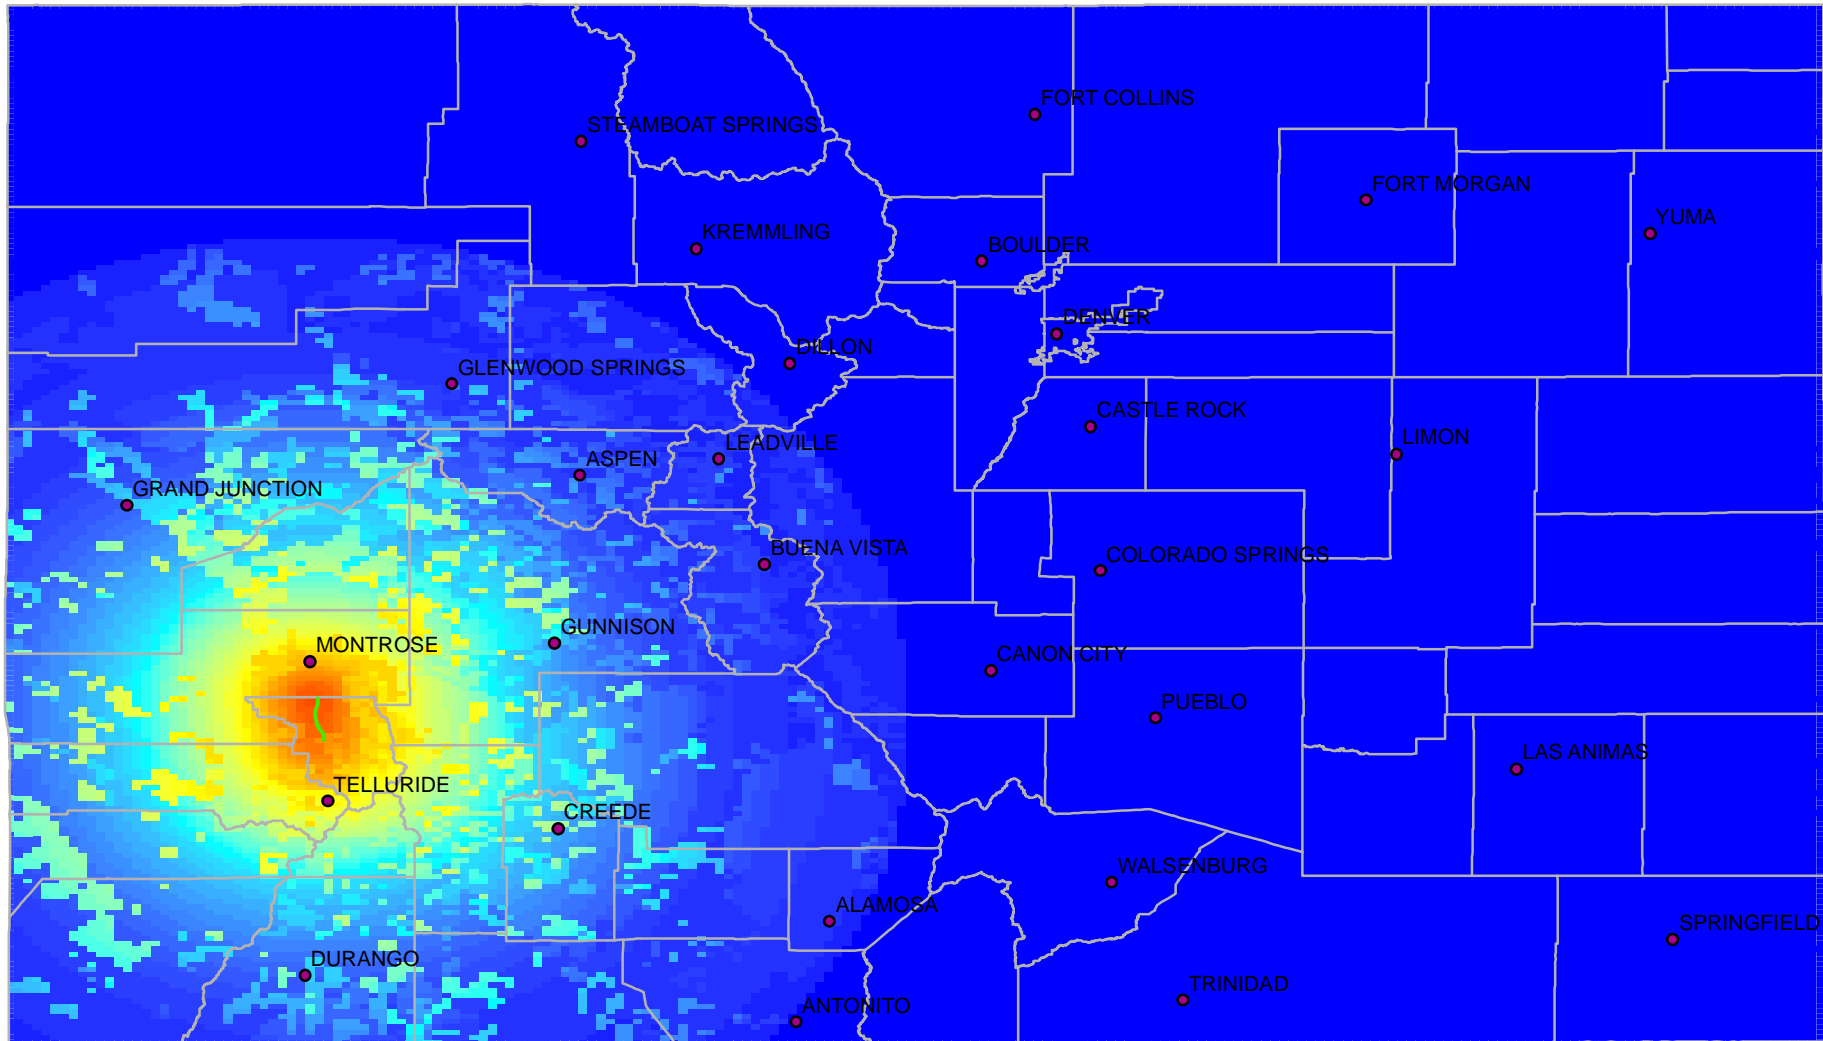 FORT COLLINS
STEAMBOAT SPRINGS
FORT MORGAN
YUMA
KREMMLING
BOULDER
DENVER
DILLON
GLENWOOD SPRINGS
CASTLE ROCK
LIMON
LEADVILLE
ASPEN
GRAND JUNCTION
BUENA VISTA
COLORADO SPRINGS
GUNNISON
MONTROSE
CANON CITY
PUEBLO
LAS ANIMAS
TELLURIDE
CREEDE
WALSENBURG
ALAMOSA
SPRINGFIELD
DURANGO
TRINIDAD
ANTONITO